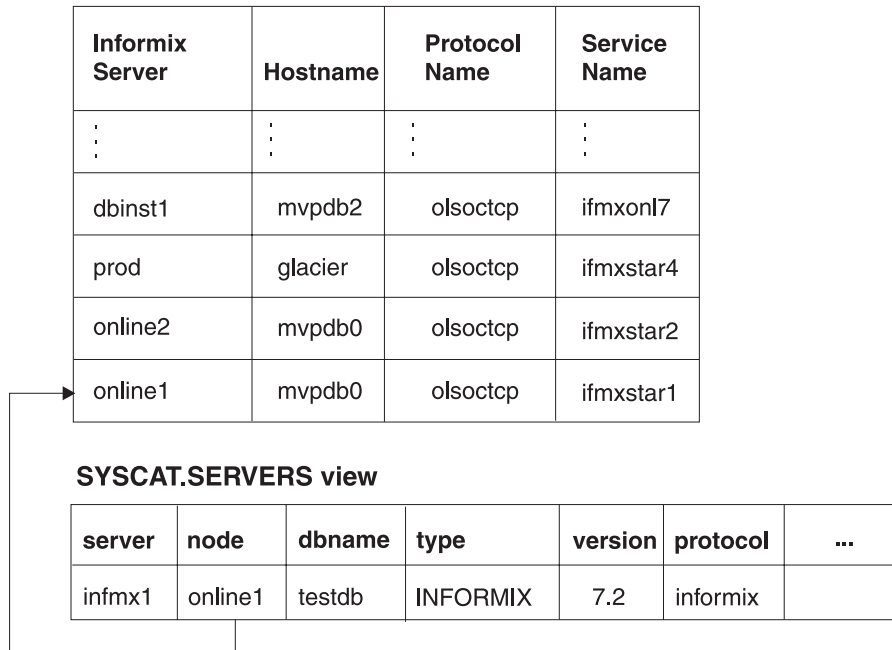 Informix Server Hostname Protocol Name Service Name
⋮ ⋮ ⋮ ⋮
dbinst1 mvpdb2 olsoctcp ifmxonl7
prod glacier olsoctcp ifmxstar4
online2 mvpdb0 olsoctcp ifmxstar2
online1 mvpdb0 olsoctcp ifmxstar1
SYSCAT.SERVERS view
server node dbname type version protocol ...
infmx1 online1 testdb INFORMIX 7.2 informix